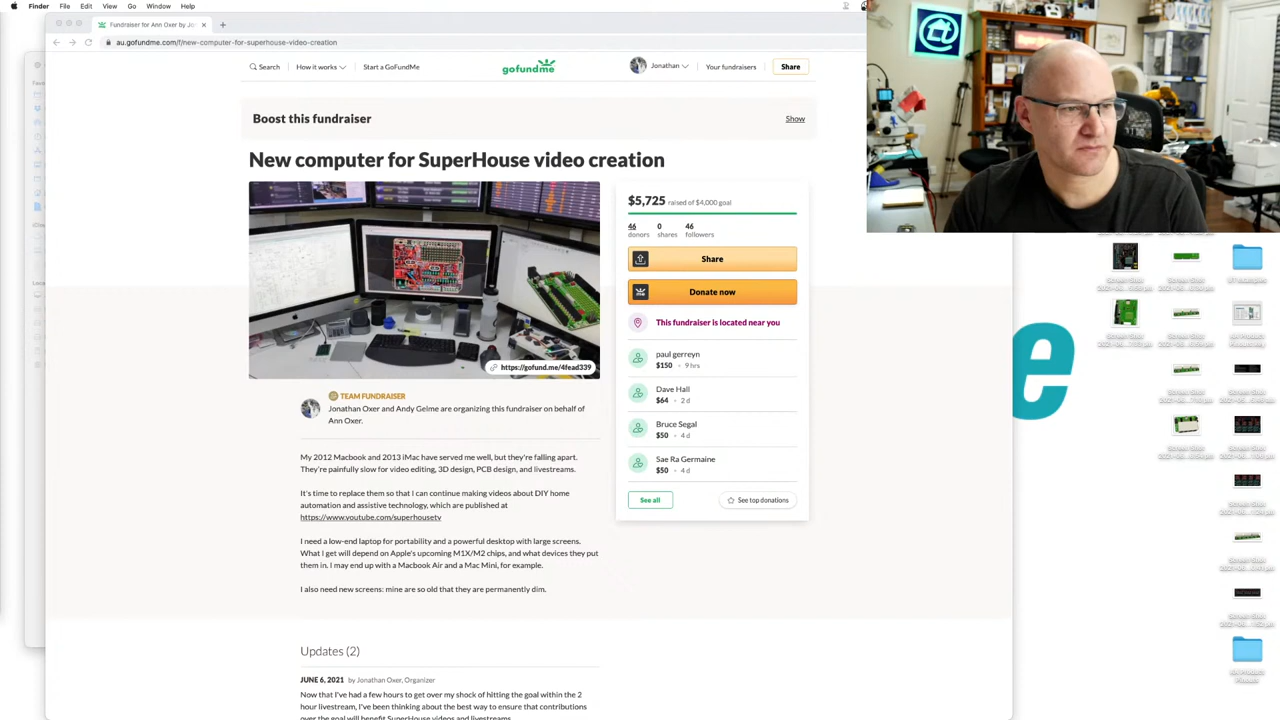 Finder File Edit View Go Window Help
Fundraiser for Ann Oxer by Jo
au.gofundme.com/f/new-computer-for-superhouse-video-creation
Search How it works Start a GoFundMe gofundme Jonathan Your fundraisers Share
Boost this fundraiser Show
New computer for SuperHouse video creation
https://gofund.me/4fead339
$5,725 raised of $4,000 goal
46 0 46
donors shares followers
Share
Donate now
This fundraiser is located near you
paul gerreyn
$150 • 9 hrs
Dave Hall
$64 • 2 d
Bruce Segal
$50 • 4 d
Sae Ra Germaine
$50 • 4 d
See all See top donations
TEAM FUNDRAISER
Jonathan Oxer and Andy Gelme are organizing this fundraiser on behalf of
Ann Oxer.
My 2012 Macbook and 2013 iMac have served me well, but they're falling apart.
They're painfully slow for video editing, 3D design, PCB design, and livestreams.
It's time to replace them so that I can continue making videos about DIY home
automation and assistive technology, which are published at
https://www.youtube.com/superhousetv
I need a low-end laptop for portability and a powerful desktop with large screens.
What I get will depend on Apple's upcoming M1X/M2 chips, and what devices they put
them in. I may end up with a Macbook Air and a Mac Mini, for example.
I also need new screens: mine are so old that they are permanently dim.
Updates (2)
JUNE 6, 2021 by Jonathan Oxer, Organizer
Now that I've had a few hours to get over my shock of hitting the goal within the 2
hour livestream, I've been thinking about the best way to ensure that contributions
over the goal will benefit SuperHouse videos and livestreams.
e